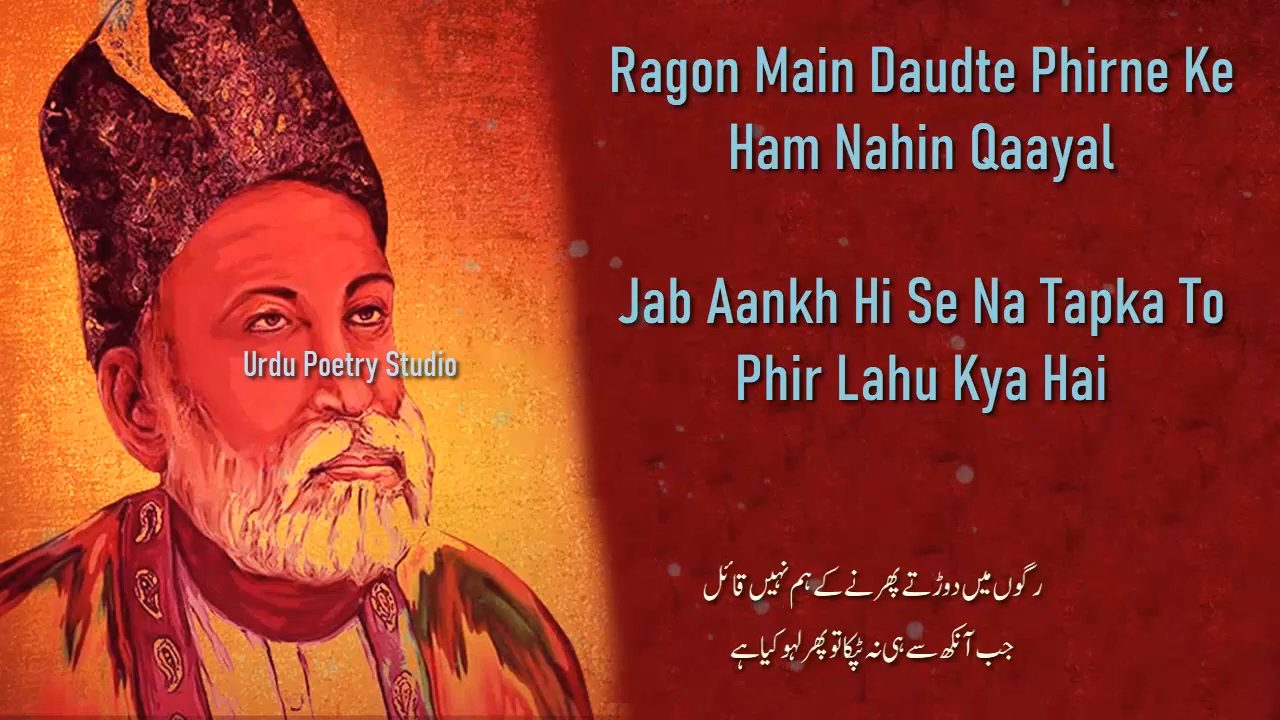 Ragon Main Daudte Phirne Ke
Ham Nahin Qaayal
Jab Aankh Hi Se Na Tapka To
Phir Lahu Kya Hai
Urdu Poetry Studio
رگوں میں دوڑتے پھرنے کے ہم نہیں قائل
جب آنکھ سے ہی نہ ٹپکا تو پھر لہو کیا ہے